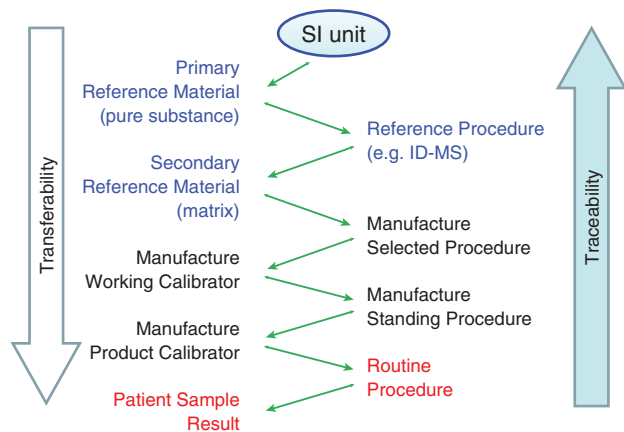 SI unit
Primary
Reference Material
(pure substance)
Reference Procedure
(e.g. ID-MS)
Secondary
Reference Material
(matrix)
Manufacture
Selected Procedure
Manufacture
Working Calibrator
Manufacture
Standing Procedure
Manufacture
Product Calibrator
Routine
Procedure
Patient Sample
Result
Transferability
Traceability